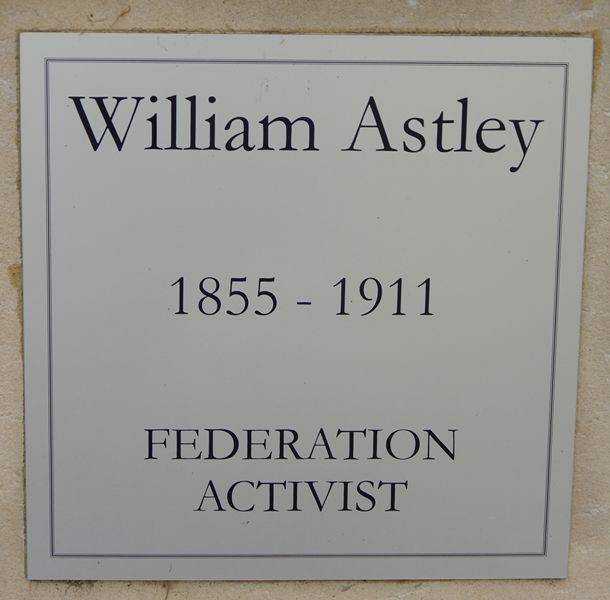 William Astley
1855 - 1911
FEDERATION
ACTIVIST